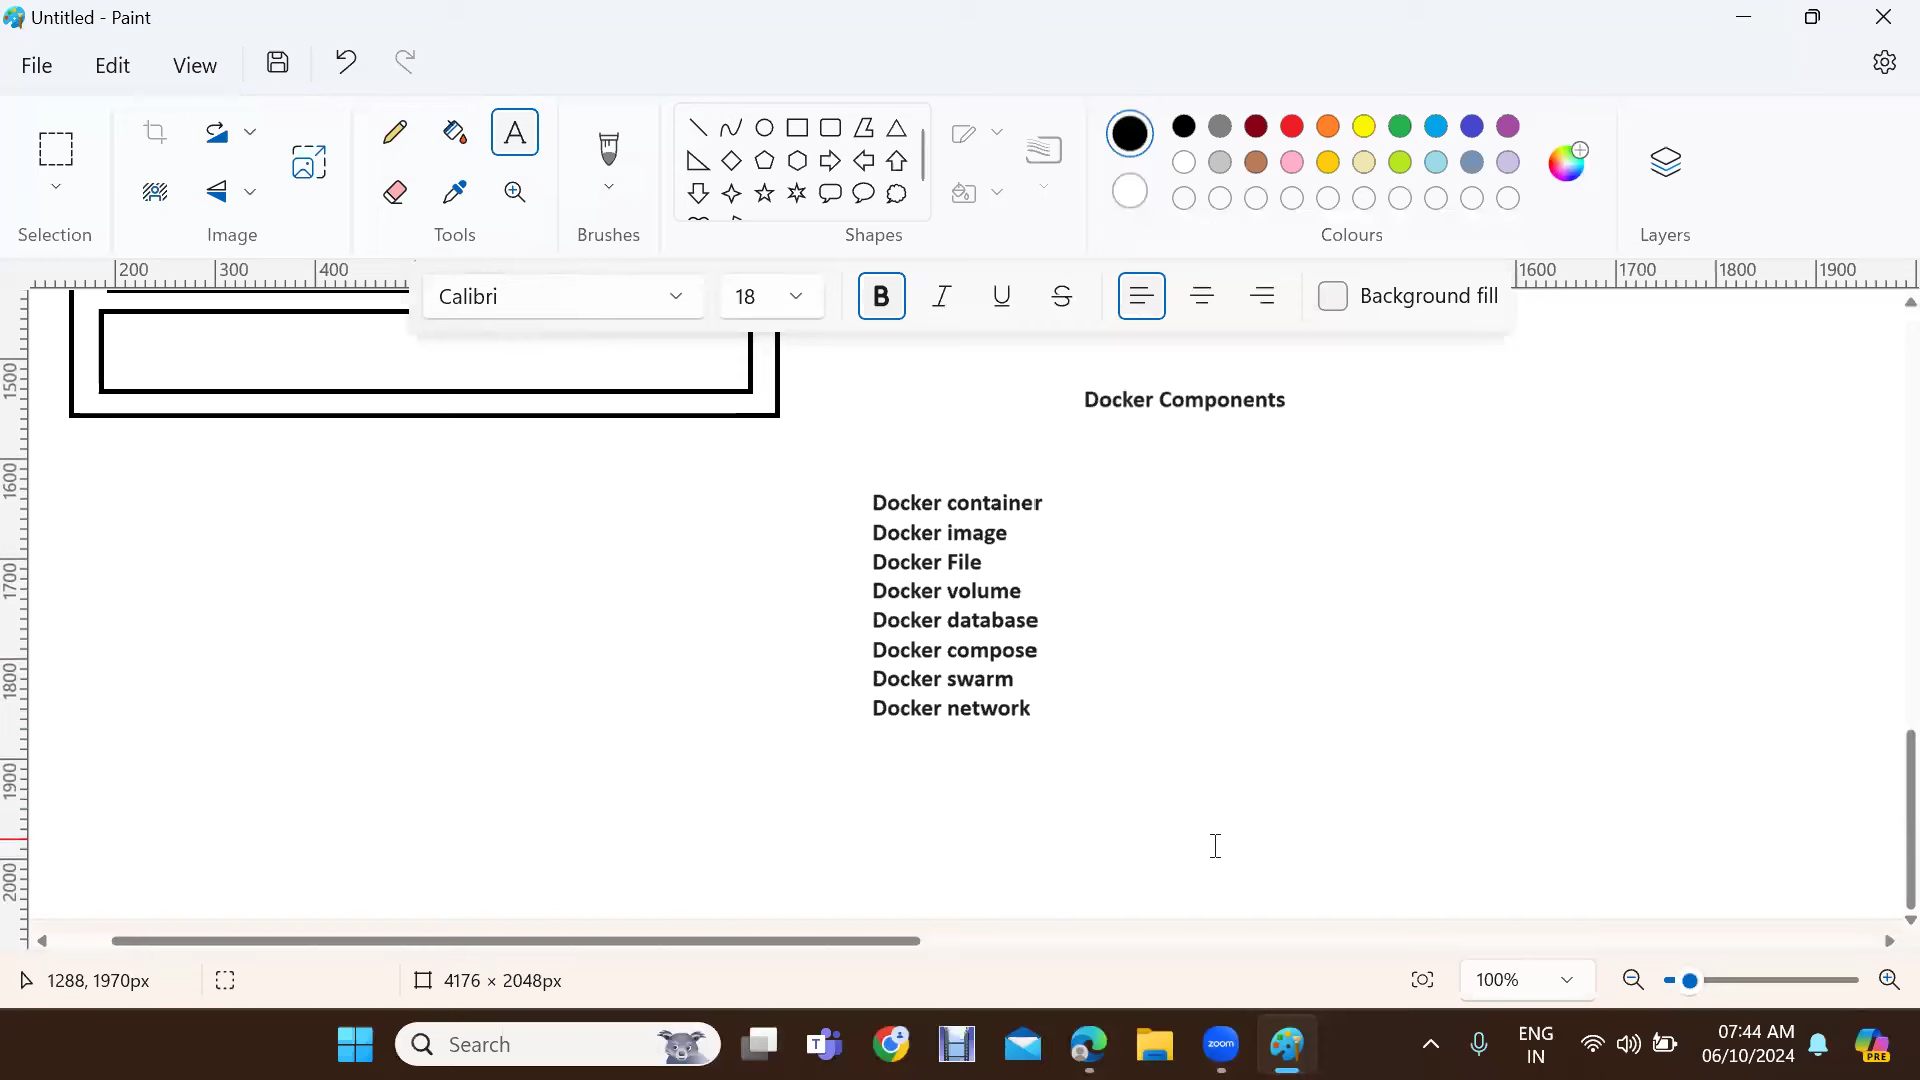 Untitled - Paint
File Edit View
Selection Image Tools Brushes Shapes Colours Layers
200 300 400 1600 1700 1800 1900
Calibri 18 B I U S Background fill
1500
1600
1700
1800
1900
2000
Docker Components
Docker container
Docker image
Docker File
Docker volume
Docker database
Docker compose
Docker swarm
Docker network
1288, 1970px 4176 × 2048px 100%
Search T zoom ENG IN 07:44 AM 06/10/2024 PRE